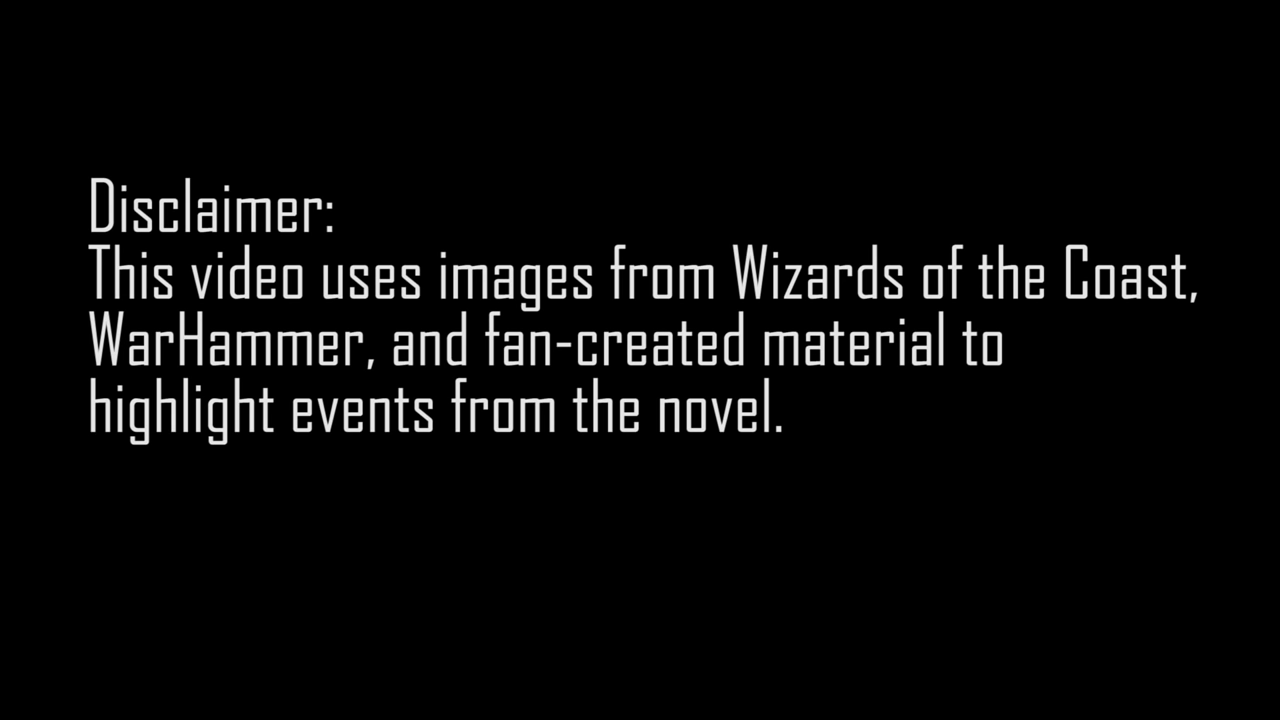 Disclaimer:
This video uses images from Wizards of the Coast,
WarHammer, and fan-created material to
highlight events from the novel.